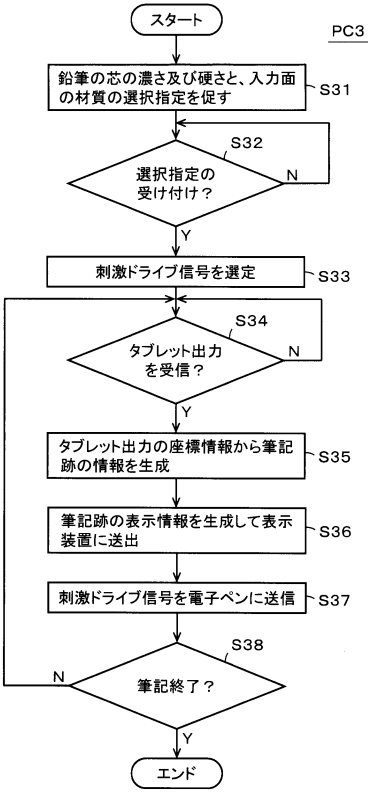 スタート
PC3
鉛筆の芯の濃さ及び硬さと、入力面
の材質の選択指定を促す
S31
S32
選択指定の
受け付け？
N
Y
刺激ドライブ信号を選定
S33
S34
タブレット出力
を受信？
N
Y
タブレット出力の座標情報から筆記
跡の情報を生成
S35
筆記跡の表示情報を生成して表示
装置に送出
S36
刺激ドライブ信号を電子ペンに送信
S37
S38
N
筆記終了？
Y
エンド